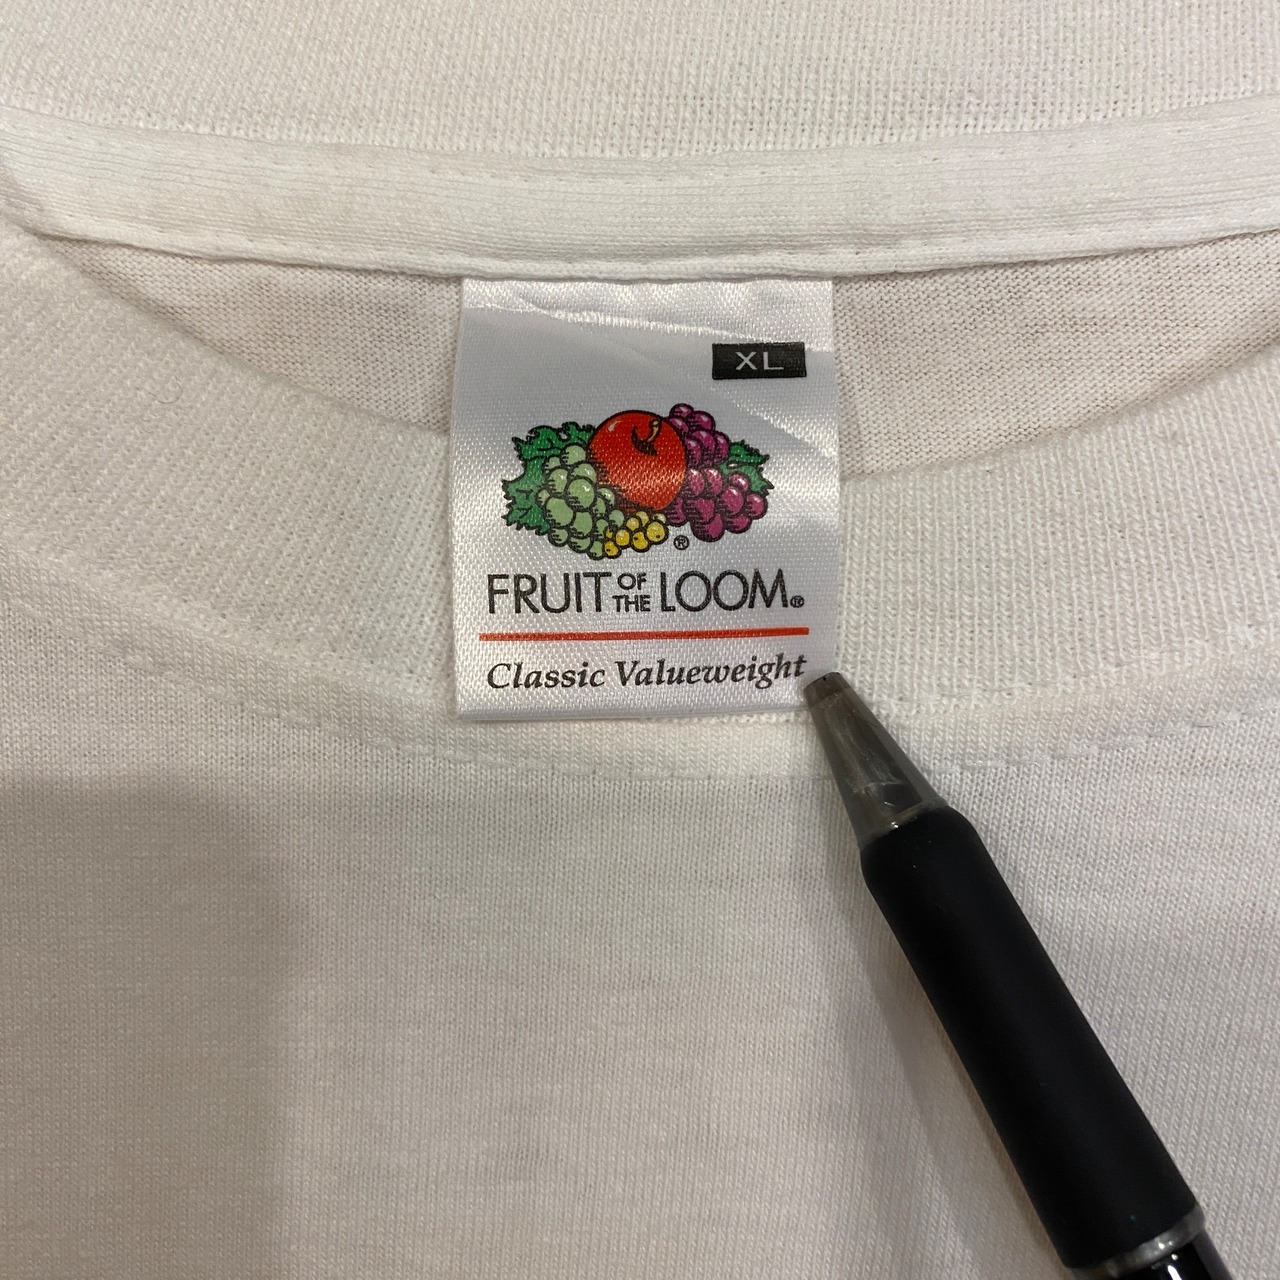 XL
®
FRUIT OF THE LOOM®
Classic Valueweight